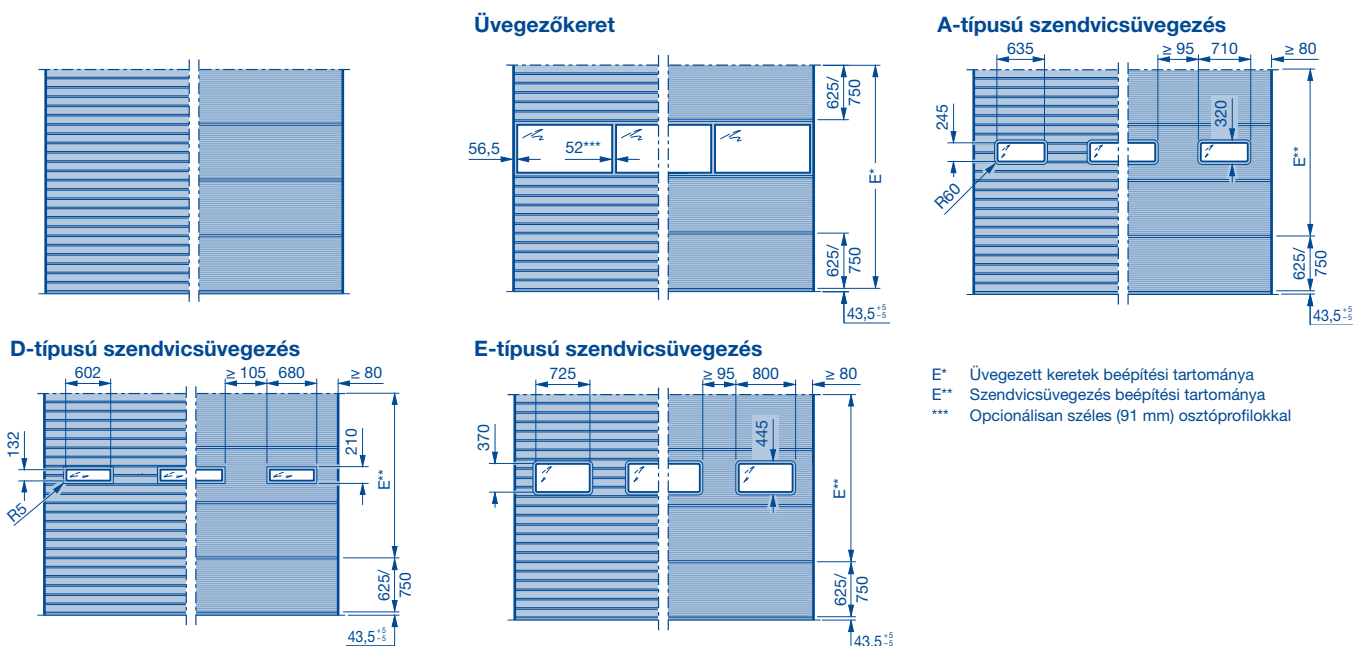 Üvegezőkeret
56,5
52***
625/
750
E*
625/
750
43,5 +5 -5
A-típusú szendvicsüvegezés
635
≥ 95
710
≥ 80
245
320
R60
E**
625/
750
43,5 +5 -5
D-típusú szendvicsüvegezés
602
≥ 105
680
≥ 80
132
210
R5
E**
625/
750
43,5 +5 -5
E-típusú szendvicsüvegezés
725
≥ 95
800
≥ 80
370
445
E**
625/
750
43,5 +5 -5
E* Üvegezett keretek beépítési tartománya
E** Szendvicsüvegezés beépítési tartománya
*** Opcionálisan széles (91 mm) osztóprofilokkal